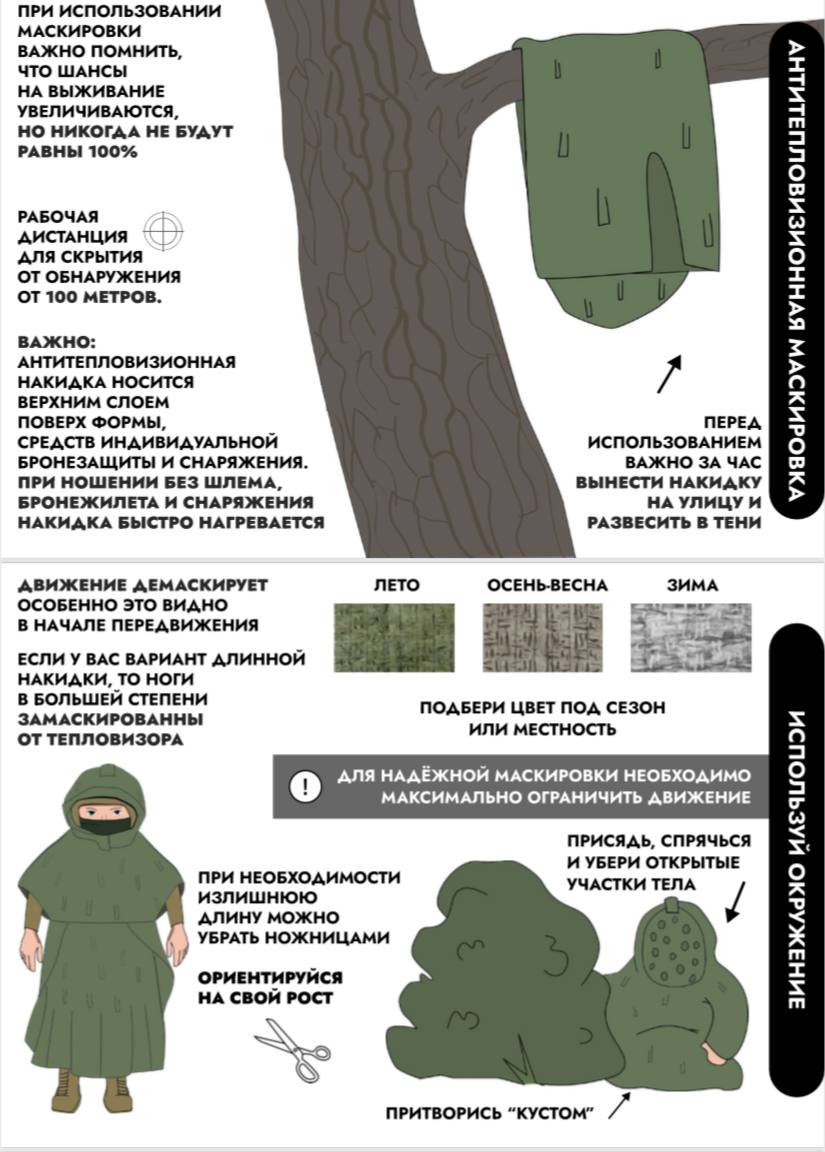 ПРИ ИСПОЛЬЗОВАНИИ
МАСКИРОВКИ
ВАЖНО ПОМНИТЬ,
ЧТО ШАНСЫ
НА ВЫЖИВАНИЕ
УВЕЛИЧИВАЮТСЯ,
НО НИКОГДА НЕ БУДУТ
РАВНЫ 100%
РАБОЧАЯ
ДИСТАНЦИЯ
ДЛЯ СКРЫТИЯ
ОТ ОБНАРУЖЕНИЯ
ОТ 100 МЕТРОВ.
ВАЖНО:
АНТИТЕПЛОВИЗИОННАЯ
НАКИДКА НОСИТСЯ
ВЕРХНИМ СЛОЕМ
ПОВЕРХ ФОРМЫ,
СРЕДСТВ ИНДИВИДУАЛЬНОЙ
БРОНЕЗАЩИТЫ И СНАРЯЖЕНИЯ.
ПРИ НОШЕНИИ БЕЗ ШЛЕМА,
БРОНЕЖИЛЕТА И СНАРЯЖЕНИЯ
НАКИДКА БЫСТРО НАГРЕВАЕТСЯ
ПЕРЕД
ИСПОЛЬЗОВАНИЕМ
ВАЖНО ЗА ЧАС
ВЫНЕСТИ НАКИДКУ
НА УЛИЦУ И
РАЗВЕСИТЬ В ТЕНИ
АНТИТЕПЛОВИЗИОННАЯ МАСКИРОВКА
ДВИЖЕНИЕ ДЕМАСКИРУЕТ
ОСОБЕННО ЭТО ВИДНО
В НАЧАЛЕ ПЕРЕДВИЖЕНИЯ
ЕСЛИ У ВАС ВАРИАНТ ДЛИННОЙ
НАКИДКИ, ТО НОГИ
В БОЛЬШЕЙ СТЕПЕНИ
ЗАМАСКИРОВАННЫ
ОТ ТЕПЛОВИЗОРА
ЛЕТО
ОСЕНЬ-ВЕСНА
ЗИМА
ПОДБЕРИ ЦВЕТ ПОД СЕЗОН
ИЛИ МЕСТНОСТЬ
! ДЛЯ НАДЁЖНОЙ МАСКИРОВКИ НЕОБХОДИМО
МАКСИМАЛЬНО ОГРАНИЧИТЬ ДВИЖЕНИЕ
ПРИСЯДЬ, СПРЯЧЬСЯ
И УБЕРИ ОТКРЫТЫЕ
УЧАСТКИ ТЕЛА
ПРИ НЕОБХОДИМОСТИ
ИЗЛИШНЮЮ
ДЛИНУ МОЖНО
УБРАТЬ НОЖНИЦАМИ
ОРИЕНТИРУЙСЯ
НА СВОЙ РОСТ
ПРИТВОРИСЬ “КУСТОМ”
ИСПОЛЬЗУЙ ОКРУЖЕНИЕ